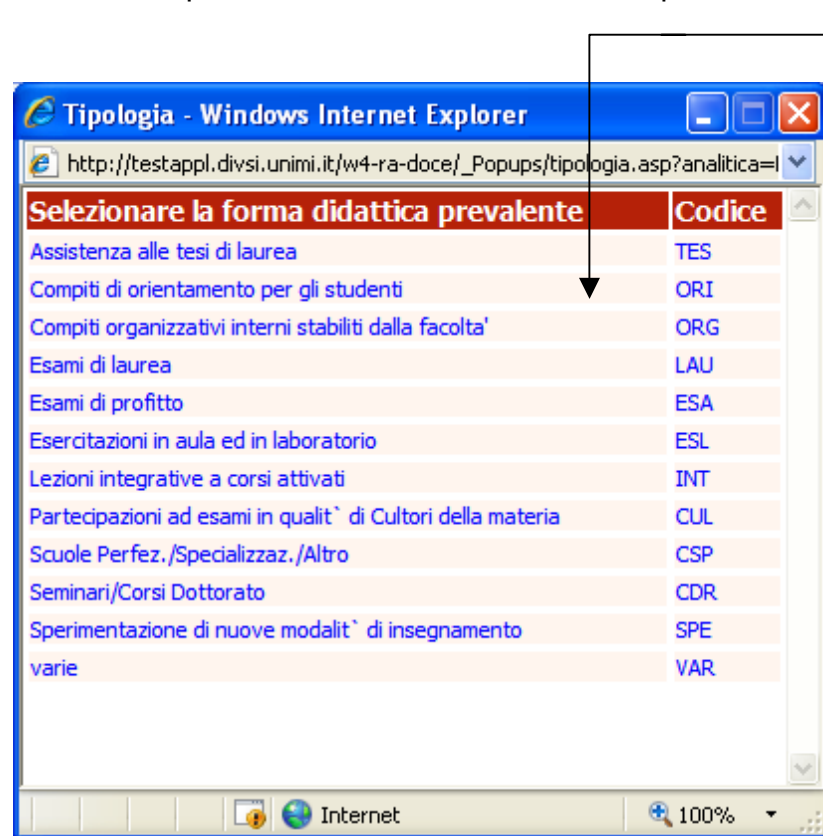 Tipologia - Windows Internet Explorer
http://testappl.divsi.unimi.it/w4-ra-doce/_Popups/tipologia.asp?analitica=
Selezionare la forma didattica prevalente Codice
Assistenza alle tesi di laurea TES
Compiti di orientamento per gli studenti ORI
Compiti organizzativi interni stabiliti dalla facolta' ORG
Esami di laurea LAU
Esami di profitto ESA
Esercitazioni in aula ed in laboratorio ESL
Lezioni integrative a corsi attivati INT
Partecipazioni ad esami in qualit` di Cultori della materia CUL
Scuole Perfez./Specializzaz./Altro CSP
Seminari/Corsi Dottorato CDR
Sperimentazione di nuove modalit` di insegnamento SPE
varie VAR
Internet 100%